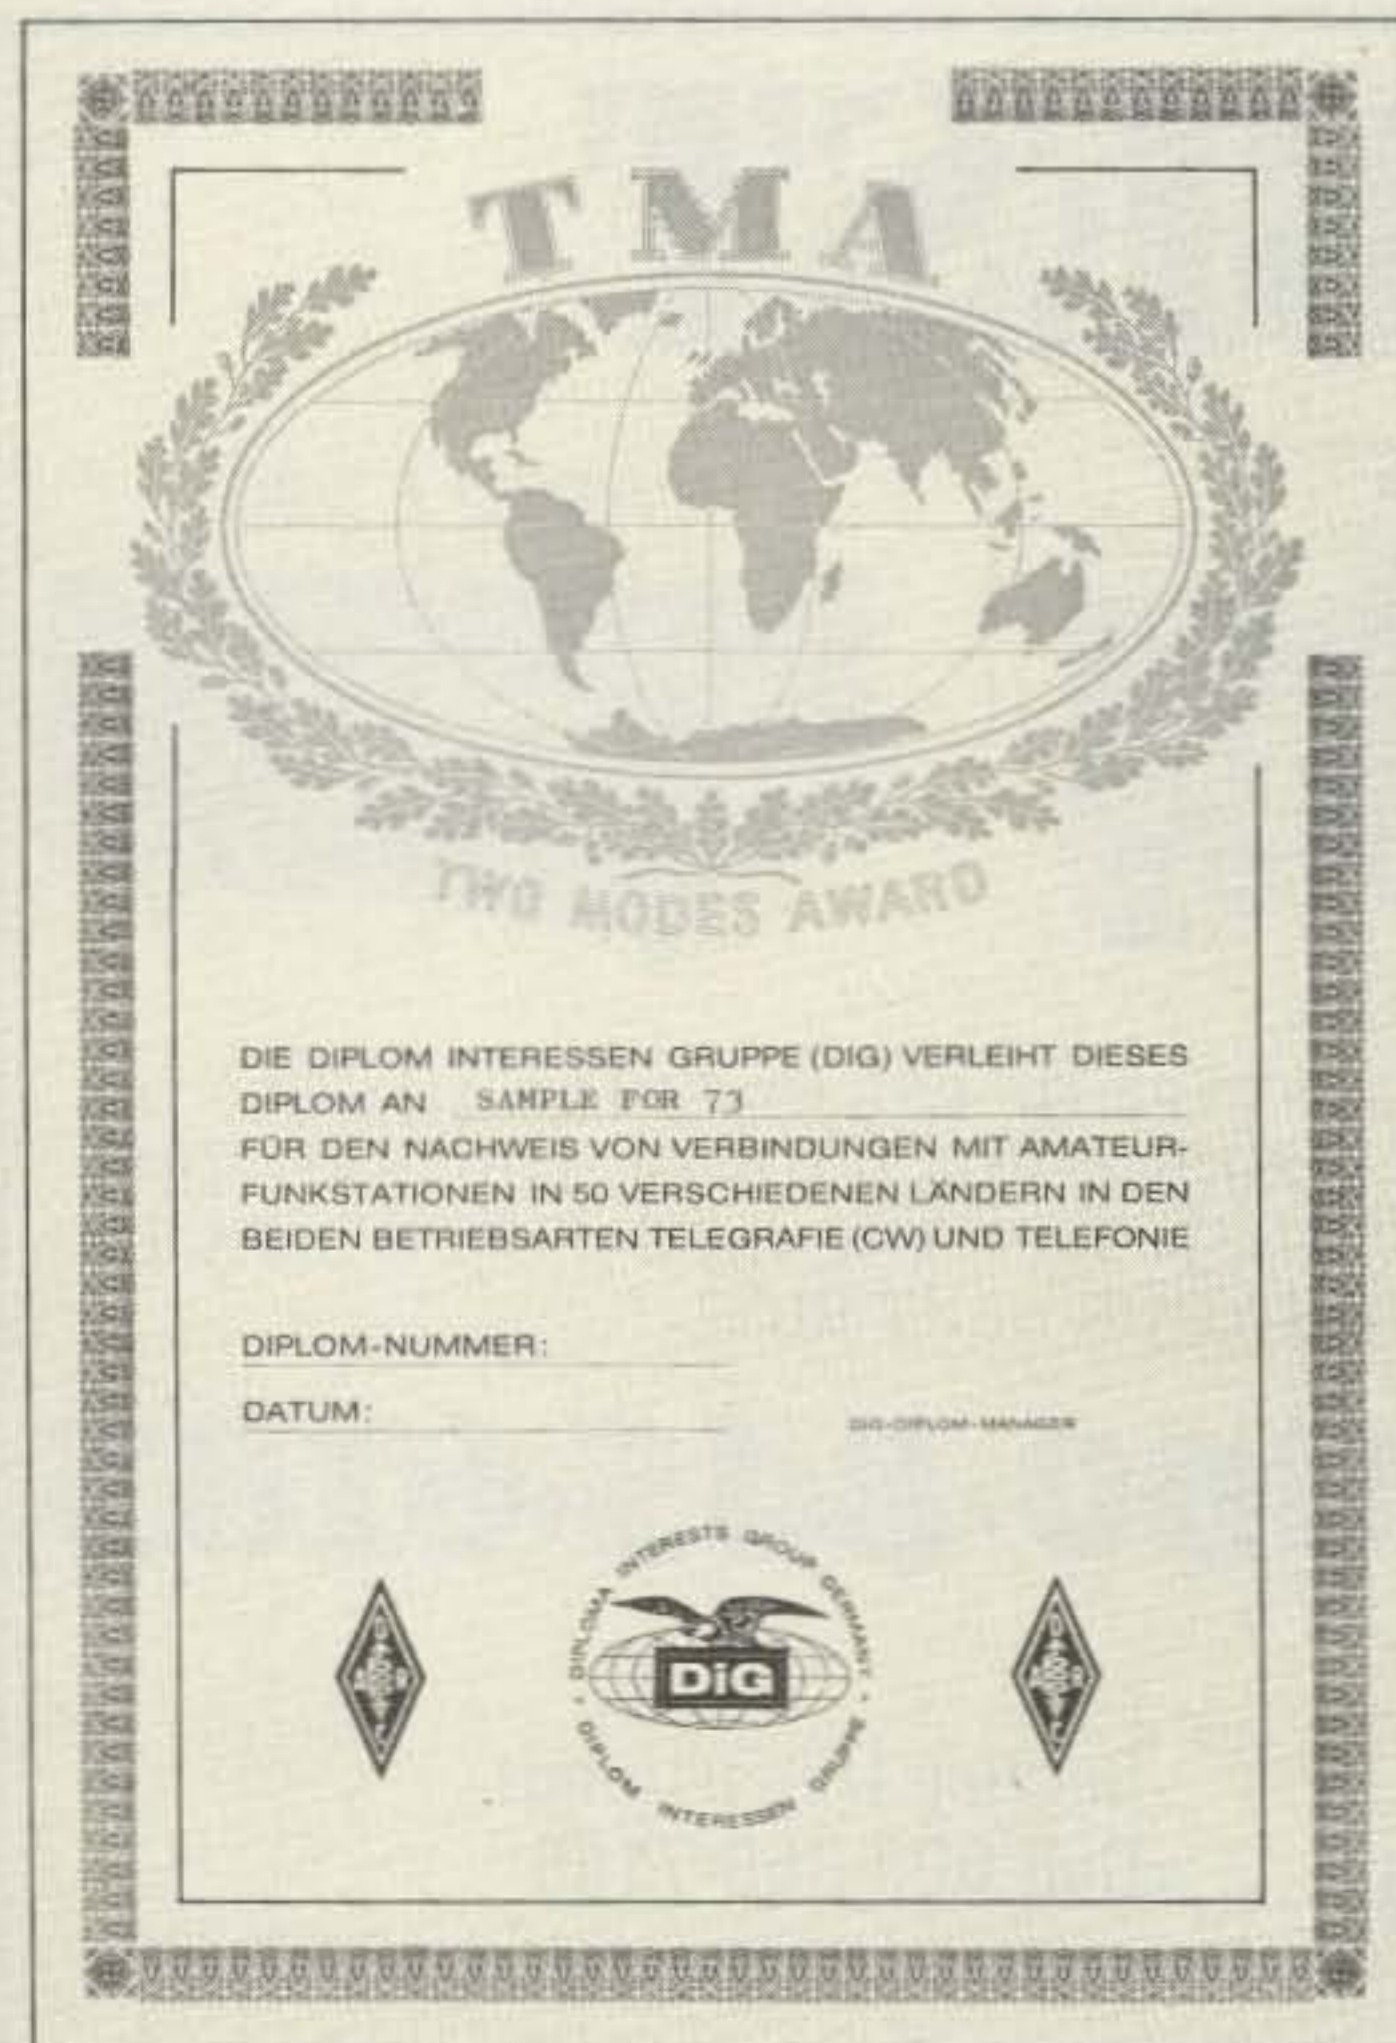 TMA
TWO MODES AWARD
DIE DIPLOM INTERESSEN GRUPPE (DIG) VERLEIHT DIESES
DIPLOM AN SAMPLE FOR 73
FÜR DEN NACHWEIS VON VERBINDUNGEN MIT AMATEUR-
FUNKSTATIONEN IN 50 VERSCHIEDENEN LÄNDERN IN DEN
BEIDEN BETRIEBSARTEN TELEGRAFIE (CW) UND TELEFONIE
DIPLOM-NUMMER:
DATUM:
DIG-DIPLOM-MANAGER
DIPLOMA INTERESTS GROUP GERMANY
DiG
DIPLOM INTERESSEN GRUPPE